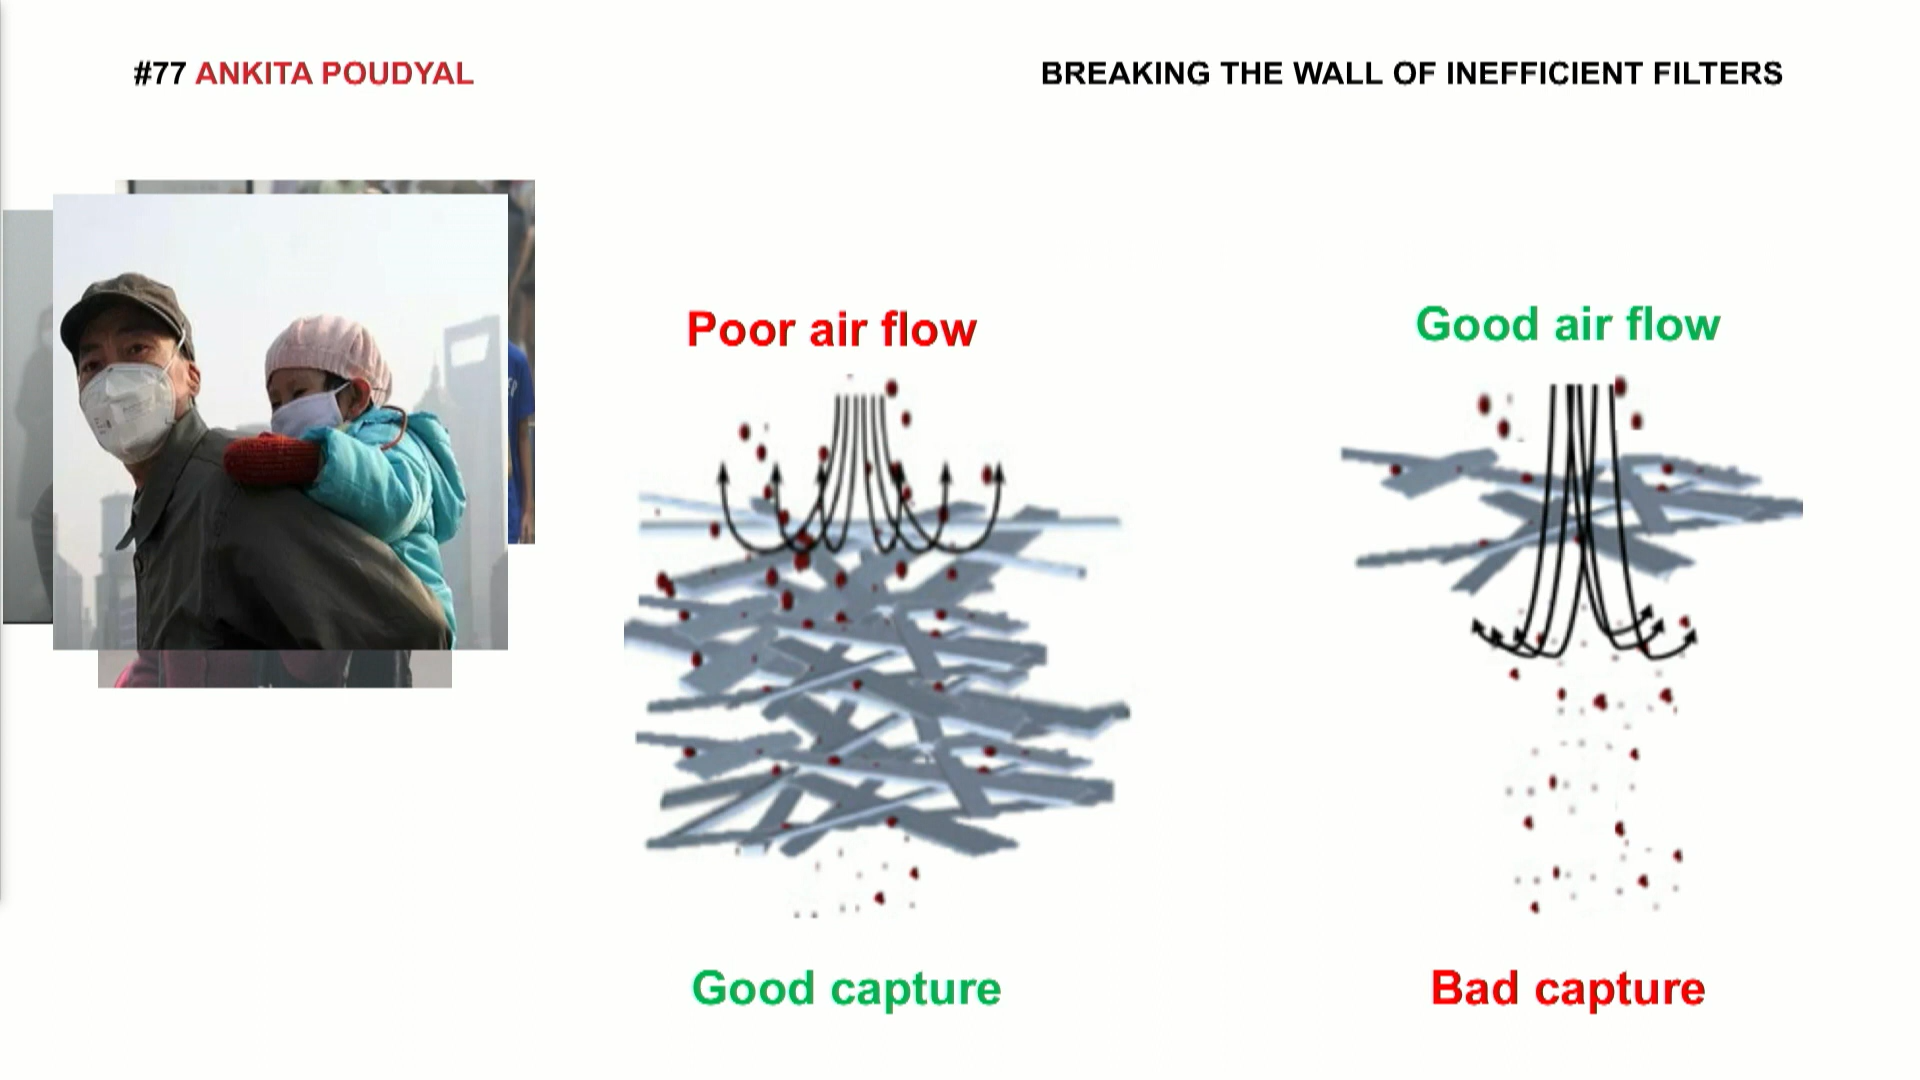 #77 ANKITA POUDYAL
BREAKING THE WALL OF INEFFICIENT FILTERS
Poor air flow
Good air flow
Good capture
Bad capture